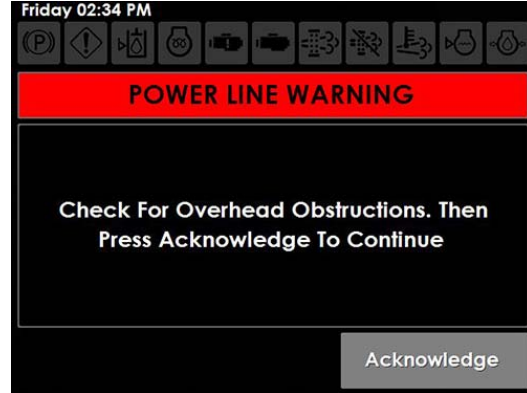 Friday 02:34 PM
(P)
POWER LINE WARNING
Check For Overhead Obstructions. Then
Press Acknowledge To Continue
Acknowledge